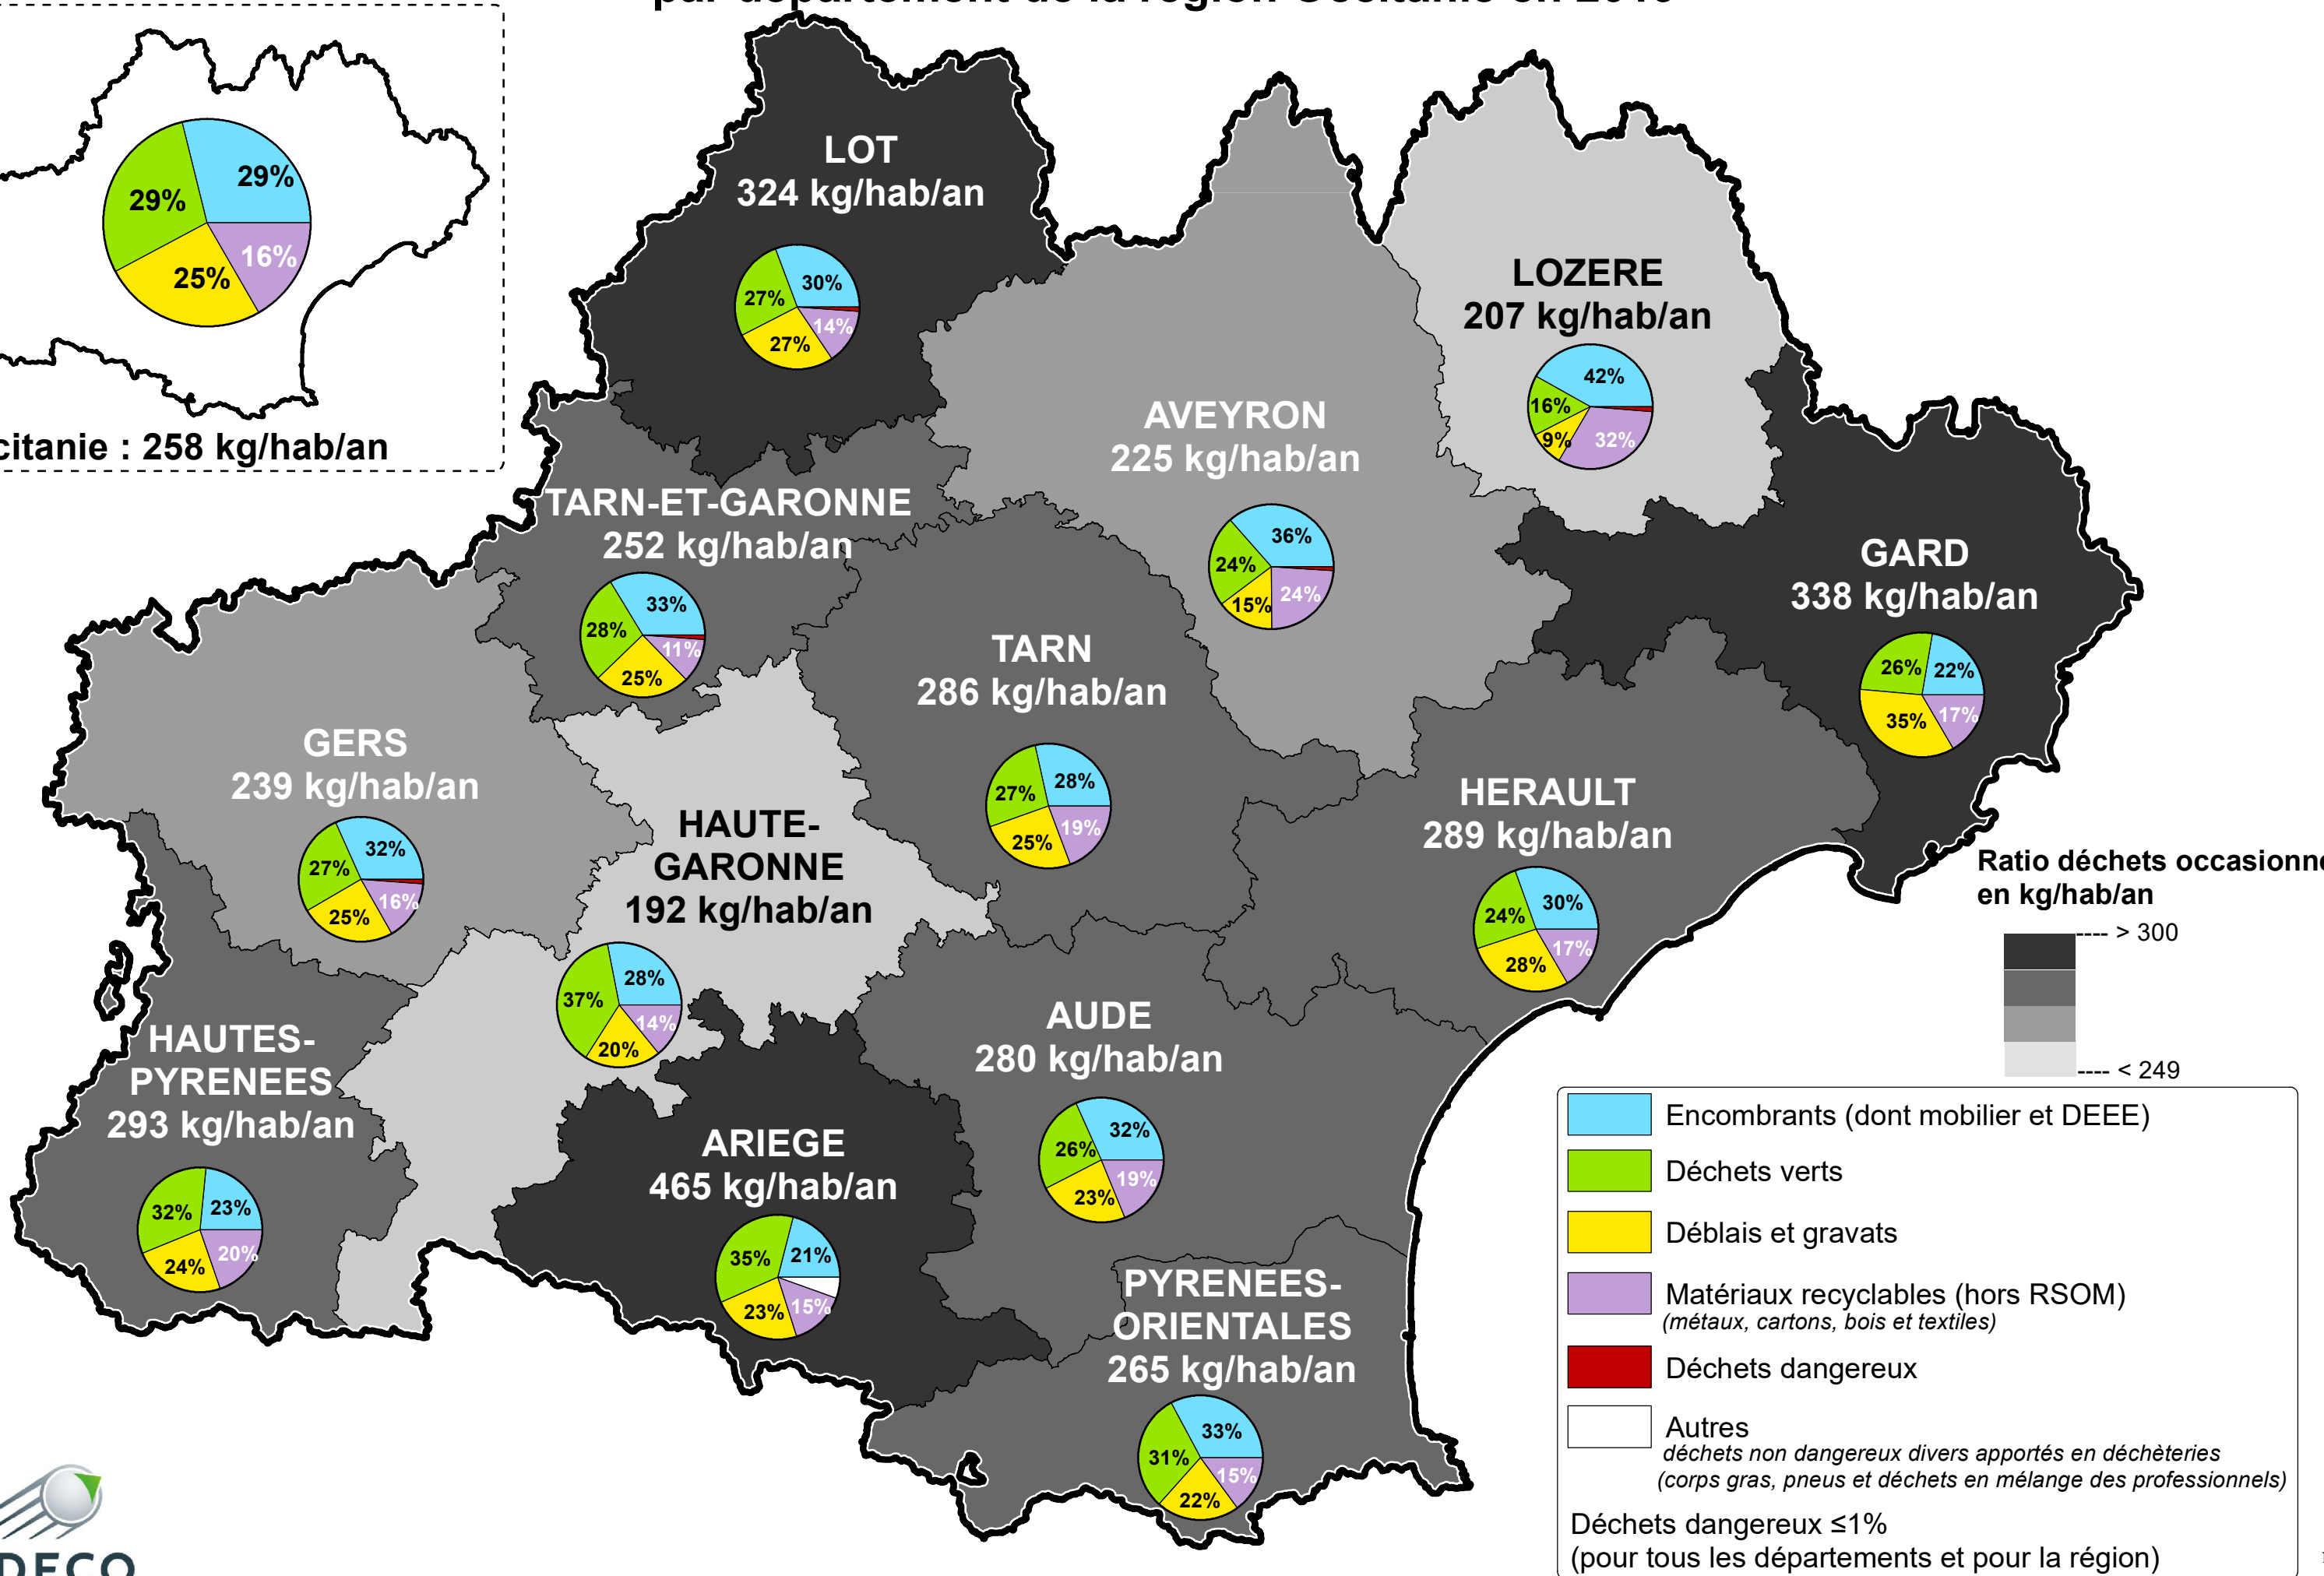 29%
29%
16%
25%
citanie : 258 kg/hab/an
LOT
324 kg/hab/an
30%
27%
14%
27%
LOZERE
207 kg/hab/an
42%
16%
9%
32%
AVEYRON
225 kg/hab/an
36%
24%
24%
15%
TARN-ET-GARONNE
252 kg/hab/an
33%
28%
11%
25%
GARD
338 kg/hab/an
26%
22%
35%
17%
TARN
286 kg/hab/an
28%
27%
19%
25%
GERS
239 kg/hab/an
32%
27%
16%
25%
HAUTE-
GARONNE
192 kg/hab/an
28%
37%
14%
20%
HERAULT
289 kg/hab/an
30%
24%
17%
28%
HAUTES-
PYRENEES
293 kg/hab/an
32%
23%
20%
24%
AUDE
280 kg/hab/an
32%
26%
19%
23%
ARIEGE
465 kg/hab/an
35%
21%
15%
23%
PYRENEES-
ORIENTALES
265 kg/hab/an
33%
31%
15%
22%
Ratio déchets occasionne
en kg/hab/an
---- > 300
---- < 249
Encombrants (dont mobilier et DEEE)
Déchets verts
Déblais et gravats
Matériaux recyclables (hors RSOM)
(métaux, cartons, bois et textiles)
Déchets dangereux
Autres
déchets non dangereux divers apportés en déchèteries
(corps gras, pneus et déchets en mélange des professionnels)
Déchets dangereux ≤1%
(pour tous les départements et pour la région)